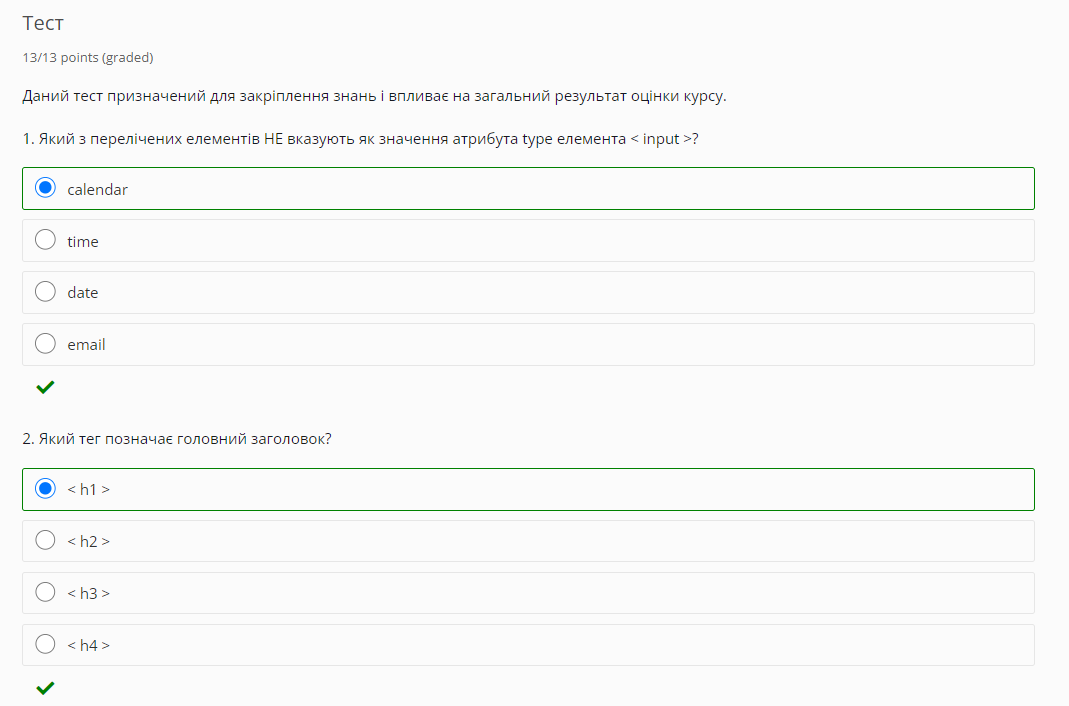 Тест
13/13 points (graded)
Даний тест призначений для закріплення знань і впливає на загальний результат оцінки курсу.
1. Який з перелічених елементів НЕ вказують як значення атрибута type елемента < input >?
calendar
time
date
email
2. Який тег позначає головний заголовок?
< h1 >
< h2 >
< h3 >
< h4 >